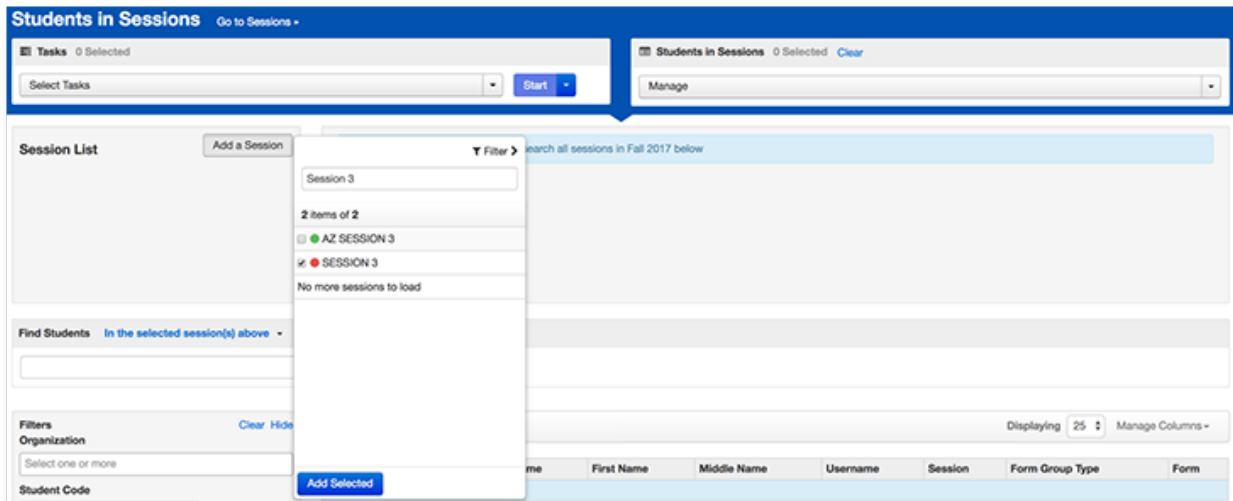 Students in Sessions Go to Sessions
Tasks 0 Selected
Students in Sessions 0 Selected Clear
Select Tasks
Start
Manage
Session List
Add a Session
Filter
earch all sessions in Fall 2017 below
Session 3
2 items of 2
AZ SESSION 3
SESSION 3
No more sessions to load
Find Students In the selected session(s) above
Filters
Clear Hide
Displaying 25 Manage Columns
Organization
Select one or more
me First Name Middle Name Username Session Form Group Type Form
Add Selected
Student Code